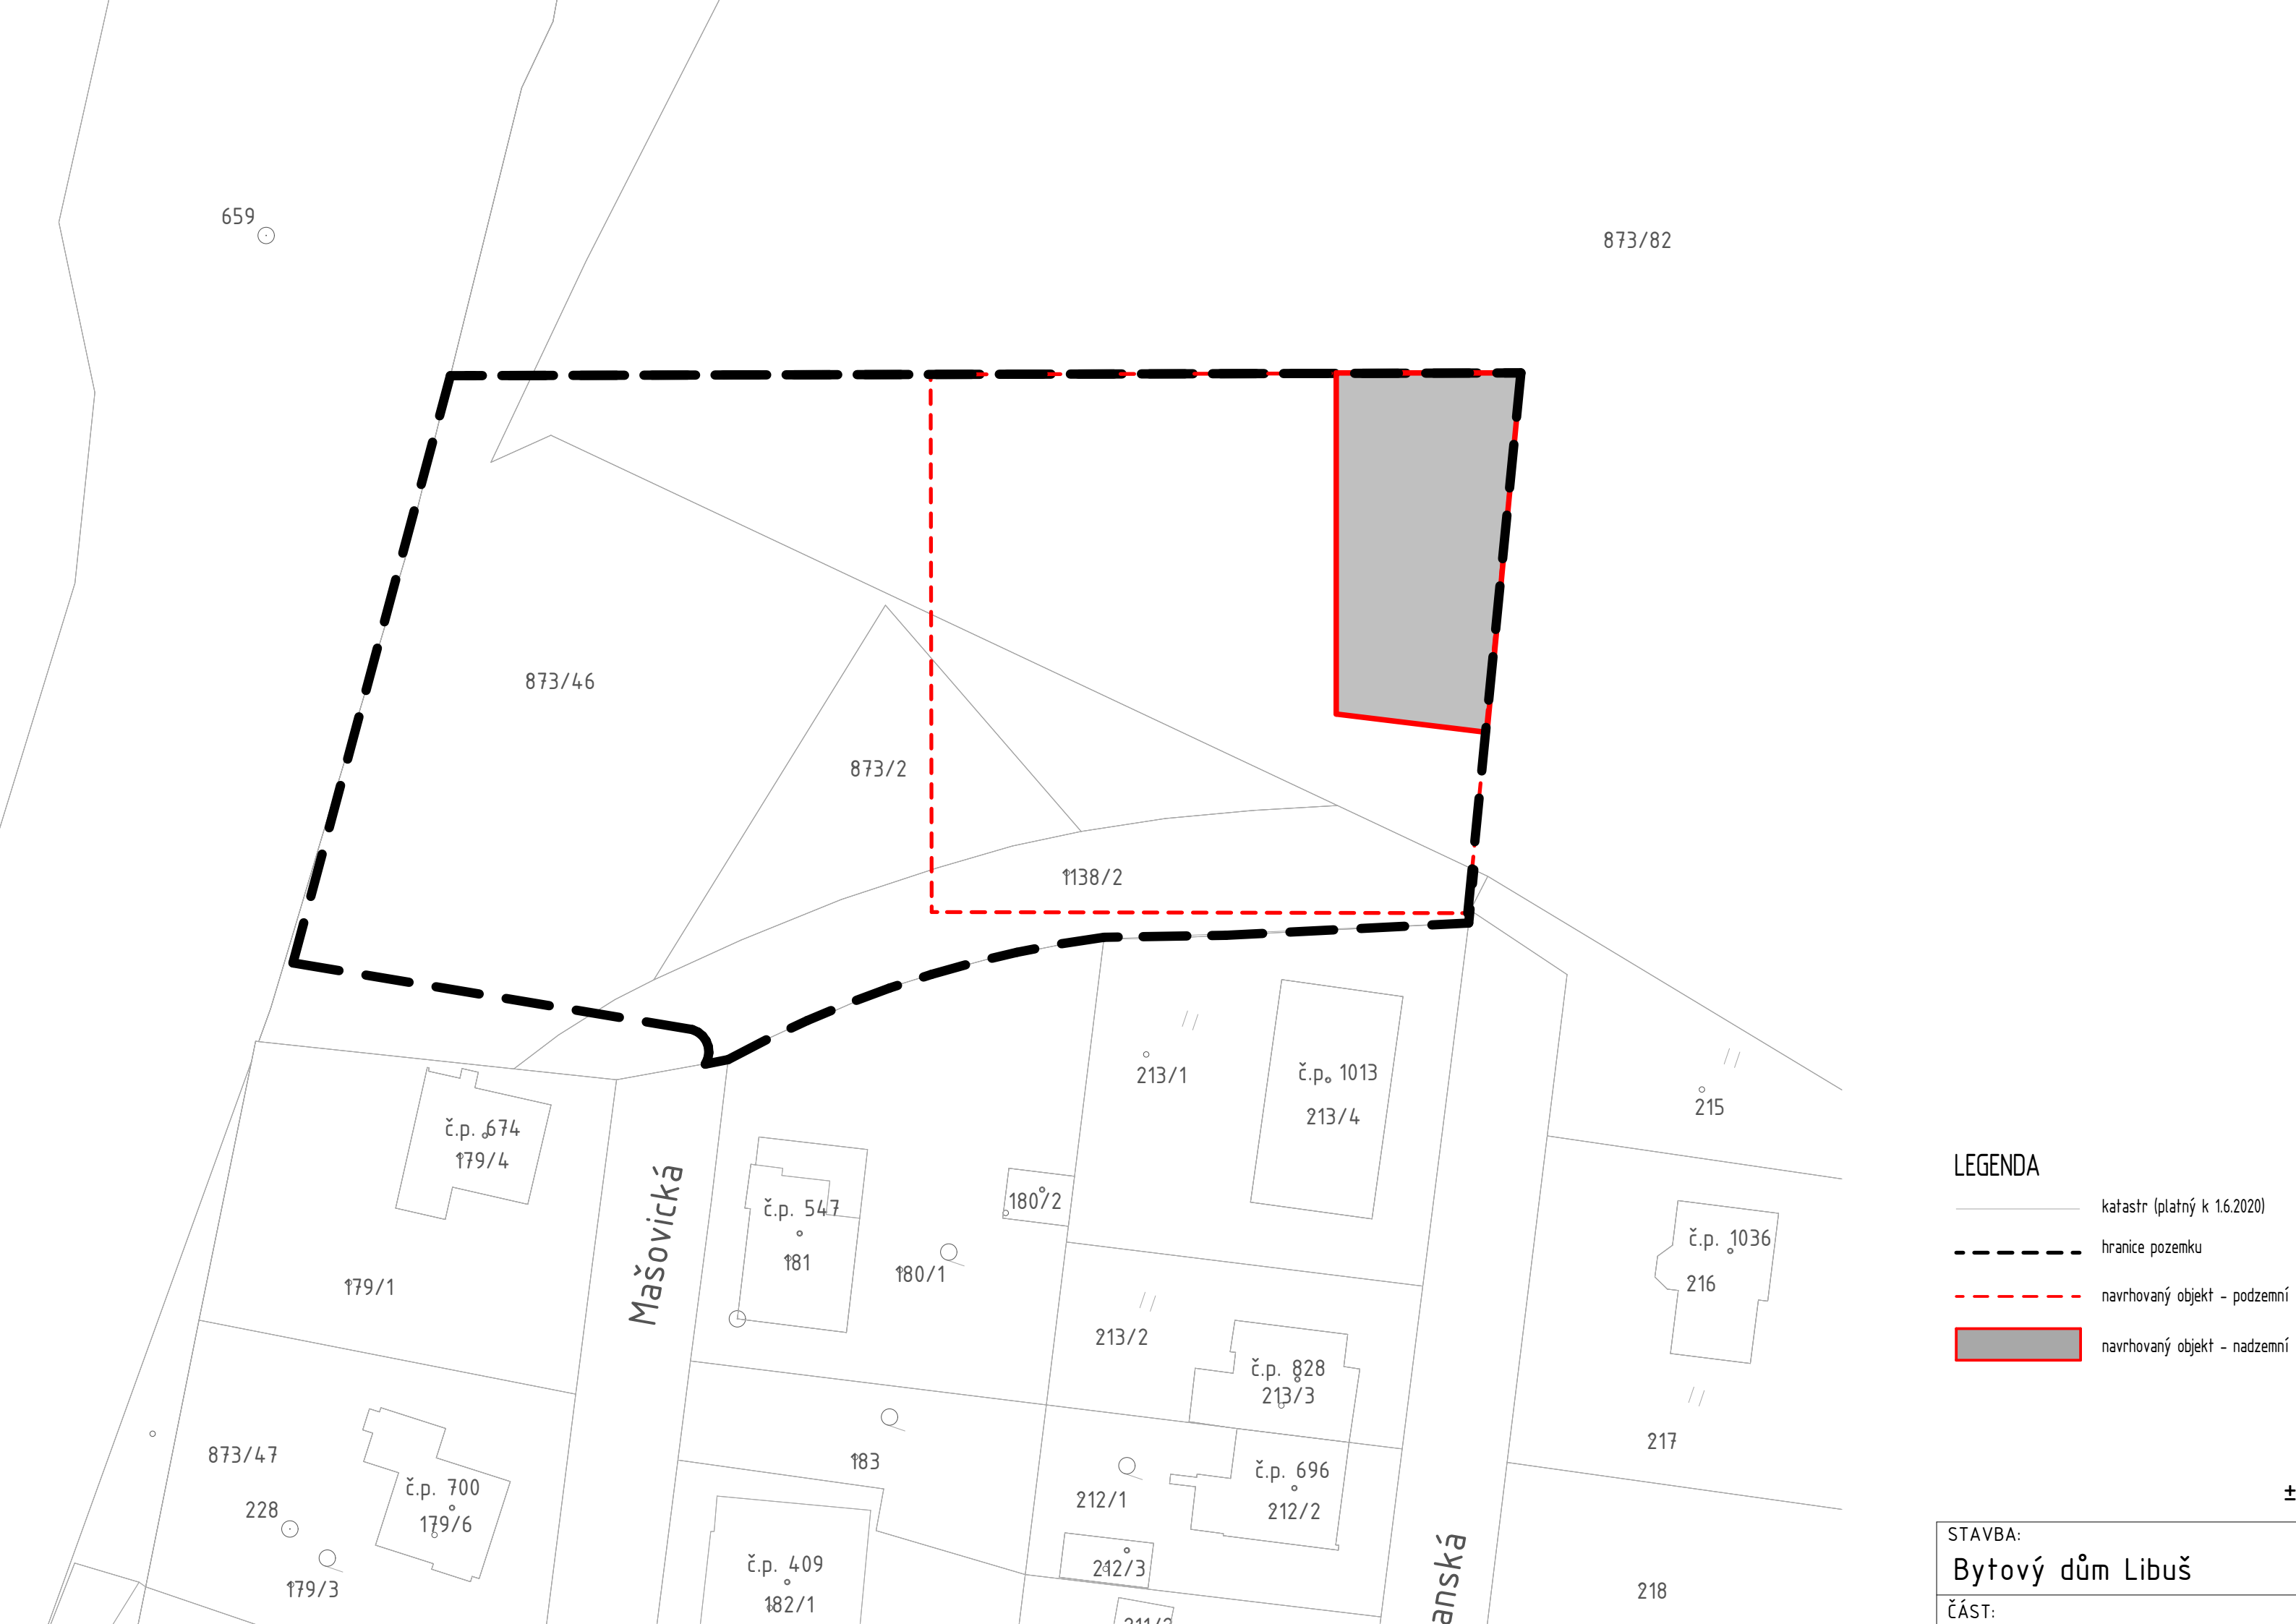 659
873/82
873/46
873/2
1138/2
213/1
č.p. 1013
213/4
215
č.p. 674
179/4
Mašovická
č.p. 547
181
180/2
180/1
179/1
213/2
č.p. 828
213/3
č.p. 1036
216
217
873/47
228
č.p. 700
179/6
179/3
183
č.p. 409
182/1
212/1
č.p. 696
212/2
212/3
anská
218
LEGENDA
katastr (platný k 1.6.2020)
hranice pozemku
navrhovaný objekt - podzemní
navrhovaný objekt - nadzemní
±
STAVBA:
Bytový dům Libuš
ČÁST: